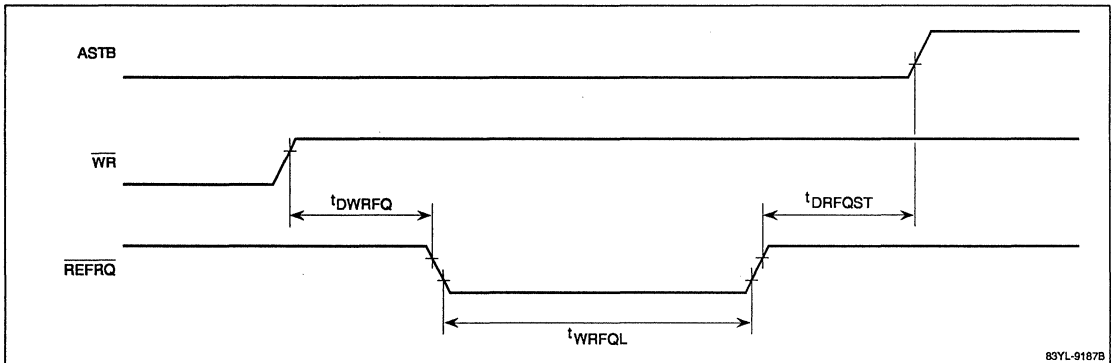 ASTB
WR
tDWRFQ
tDRFQST
REFRQ
tWRFQL
83YL-9187B